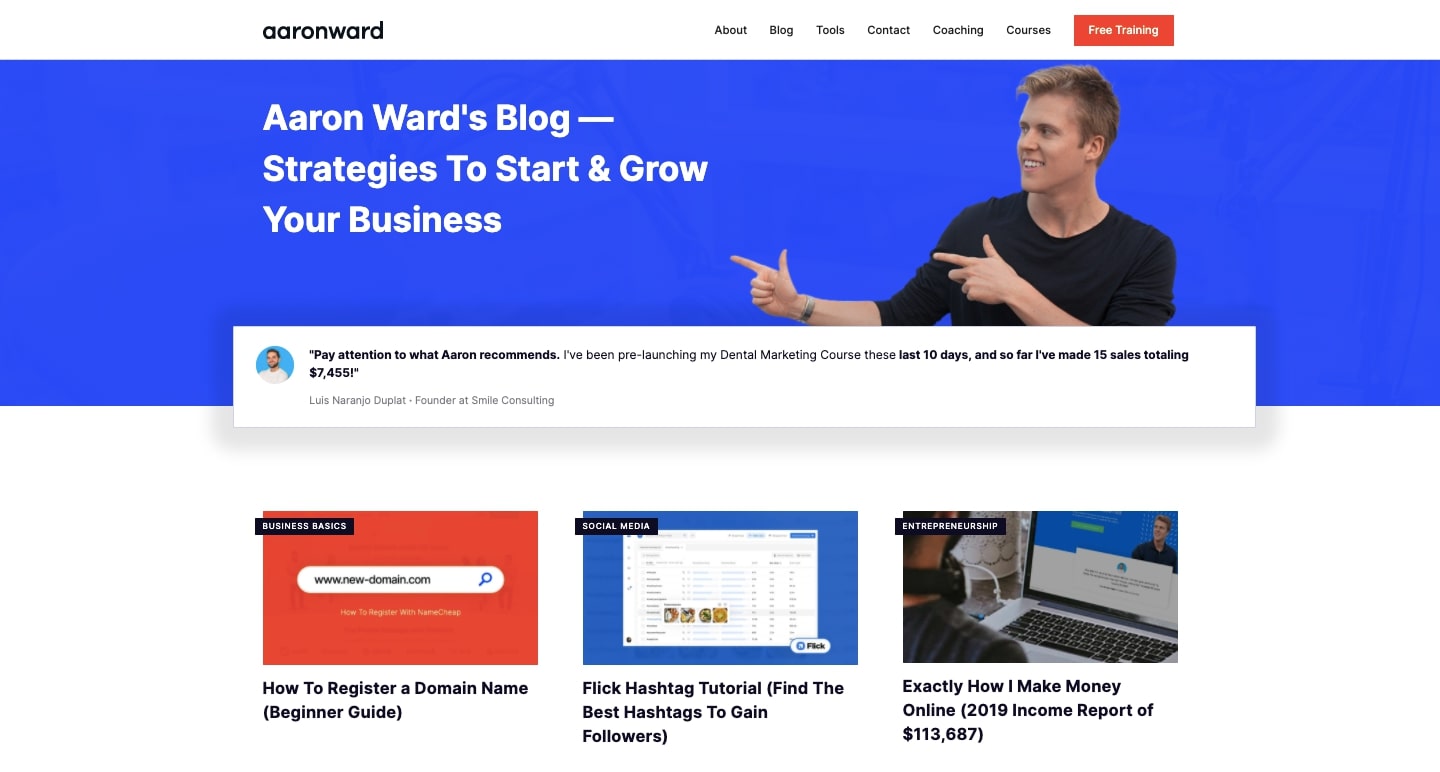 aaronward
About Blog Tools Contact Coaching Courses Free Training
Aaron Ward's Blog —
Strategies To Start & Grow
Your Business
"Pay attention to what Aaron recommends. I've been pre-launching my Dental Marketing Course these last 10 days, and so far I've made 15 sales totaling
$7,455!"
Luis Naranjo Duplat · Founder at Smile Consulting
BUSINESS BASICS
www.new-domain.com
How To Register With NameCheap
How To Register a Domain Name
(Beginner Guide)
SOCIAL MEDIA
Flick
Flick Hashtag Tutorial (Find The
Best Hashtags To Gain
Followers)
ENTREPRENEURSHIP
Exactly How I Make Money
Online (2019 Income Report of
$113,687)